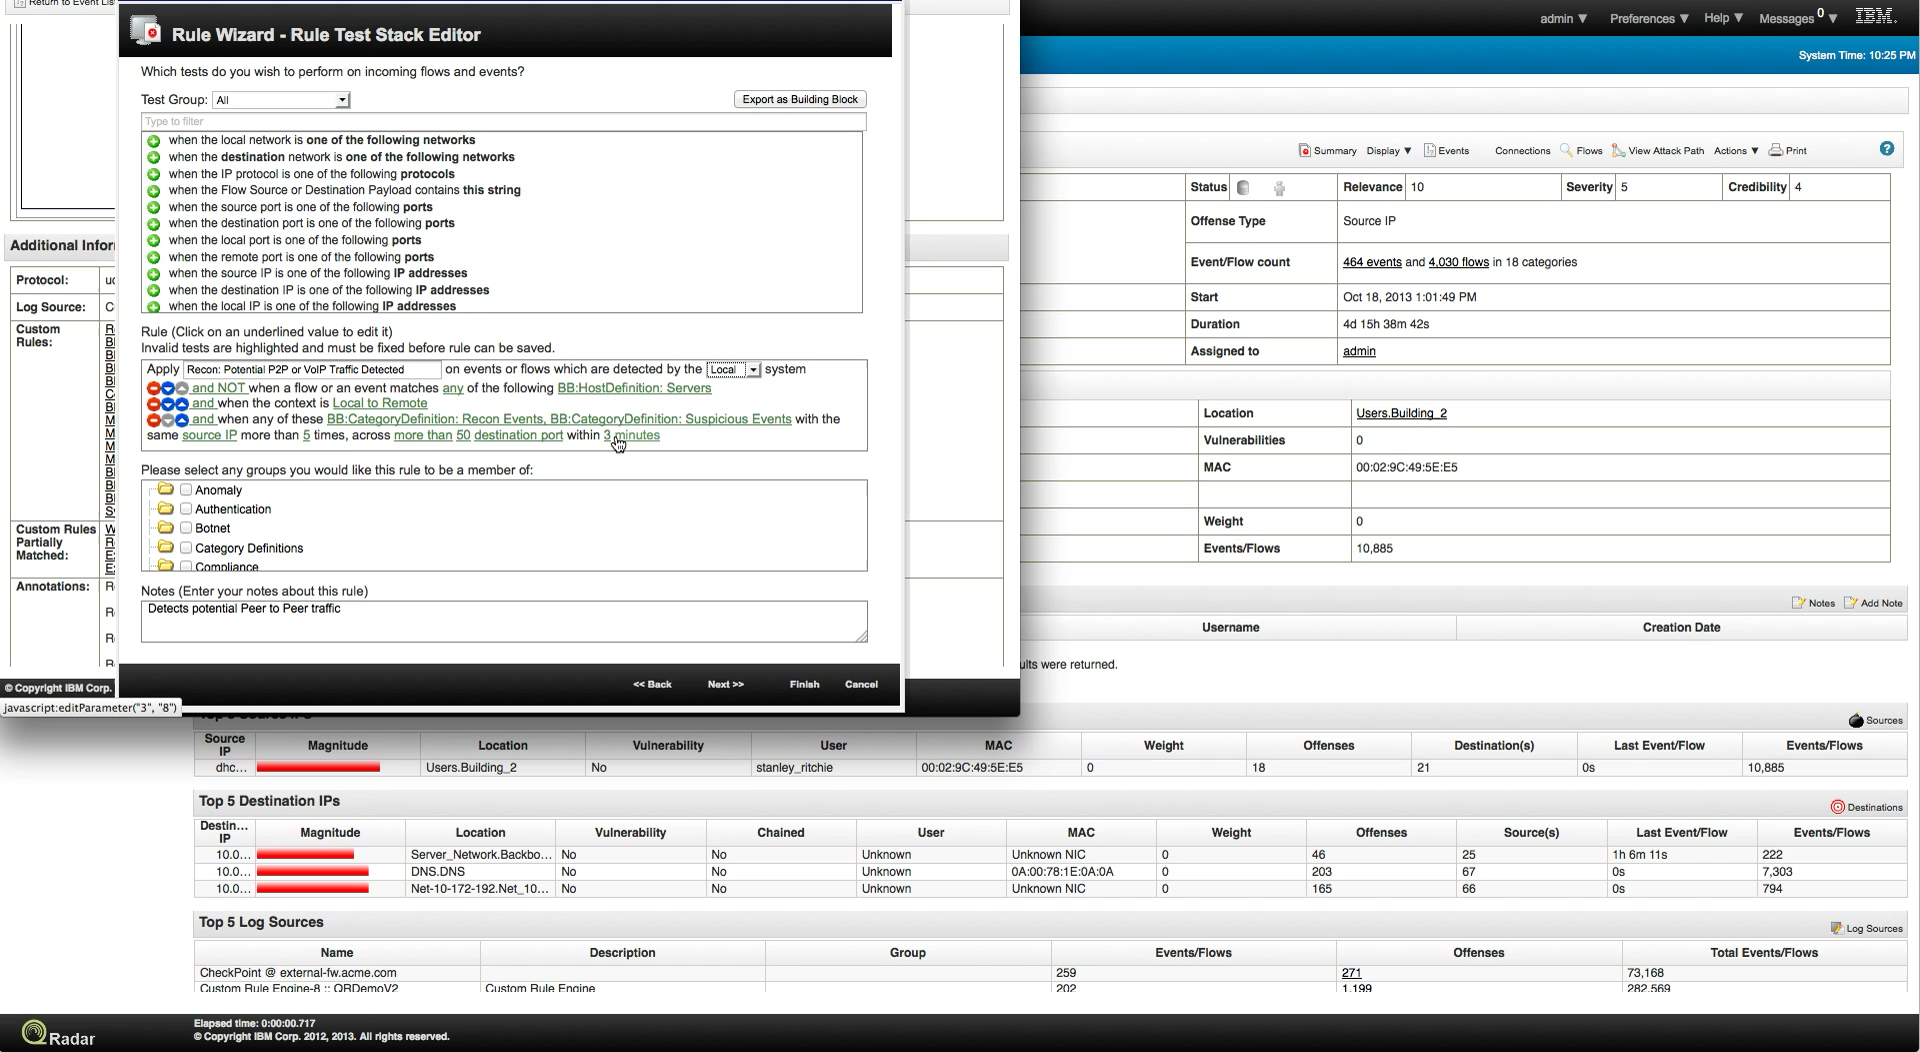 Return to Event Lis
admin ▼ Preferences ▼ Help ▼ Messages 0 ▼ IBM.
System Time: 10:25 PM
Rule Wizard - Rule Test Stack Editor
Which tests do you wish to perform on incoming flows and events?
Test Group: All
Export as Building Block
Type to filter
when the local network is one of the following networks
when the destination network is one of the following networks
when the IP protocol is one of the following protocols
when the Flow Source or Destination Payload contains this string
when the source port is one of the following ports
when the destination port is one of the following ports
when the local port is one of the following ports
when the remote port is one of the following ports
when the source IP is one of the following IP addresses
when the destination IP is one of the following IP addresses
when the local IP is one of the following IP addresses
Rule (Click on an underlined value to edit it)
Invalid tests are highlighted and must be fixed before rule can be saved.
Apply Recon: Potential P2P or VoIP Traffic Detected on events or flows which are detected by the Local system
and NOT when a flow or an event matches any of the following BB:HostDefinition: Servers
and when the context is Local to Remote
and when any of these BB:CategoryDefinition: Recon Events, BB:CategoryDefinition: Suspicious Events with the
same source IP more than 5 times, across more than 50 destination port within 3 minutes
Please select any groups you would like this rule to be a member of:
Anomaly
Authentication
Botnet
Category Definitions
Compliance
Notes (Enter your notes about this rule)
Detects potential Peer to Peer traffic
<< Back Next >> Finish Cancel
Additional Infor
Protocol:
Log Source:
Custom
Rules:
Custom Rules
Partially
Matched:
Annotations:
© Copyright IBM Corp.
javascript:editParameter("3", "8")
Summary Display ▼ Events Connections Flows View Attack Path Actions ▼ Print ?
Status Relevance 10 Severity 5 Credibility 4
Offense Type Source IP
Event/Flow count 464 events and 4,030 flows in 18 categories
Start Oct 18, 2013 1:01:49 PM
Duration 4d 15h 38m 42s
Assigned to admin
Location Users.Building_2
Vulnerabilities 0
MAC 00:02:9C:49:5E:E5
Weight 0
Events/Flows 10,885
Notes Add Note
Username Creation Date
ults were returned.
Sources
Source IP Magnitude Location Vulnerability User MAC Weight Offenses Destination(s) Last Event/Flow Events/Flows
dhc... Users.Building_2 No stanley_ritchie 00:02:9C:49:5E:E5 0 18 21 0s 10,885
Top 5 Destination IPs
Destinations
Destin... IP Magnitude Location Vulnerability Chained User MAC Weight Offenses Source(s) Last Event/Flow Events/Flows
10.0... Server_Network.Backbo... No No Unknown Unknown NIC 0 46 25 1h 6m 11s 222
10.0... DNS.DNS No No Unknown 0A:00:78:1E:0A:0A 0 203 67 0s 7,303
10.0... Net-10-172-192.Net_10... No No Unknown Unknown NIC 0 165 66 0s 794
Top 5 Log Sources
Log Sources
Name Description Group Events/Flows Offenses Total Events/Flows
CheckPoint @ external-fw.acme.com 259 271 73,168
Custom Rule Engine-8 :: QRDemoV2 Custom Rule Engine 202 1,199 282,569
QRadar
Elapsed time: 0:00:00.717
© Copyright IBM Corp. 2012, 2013. All rights reserved.